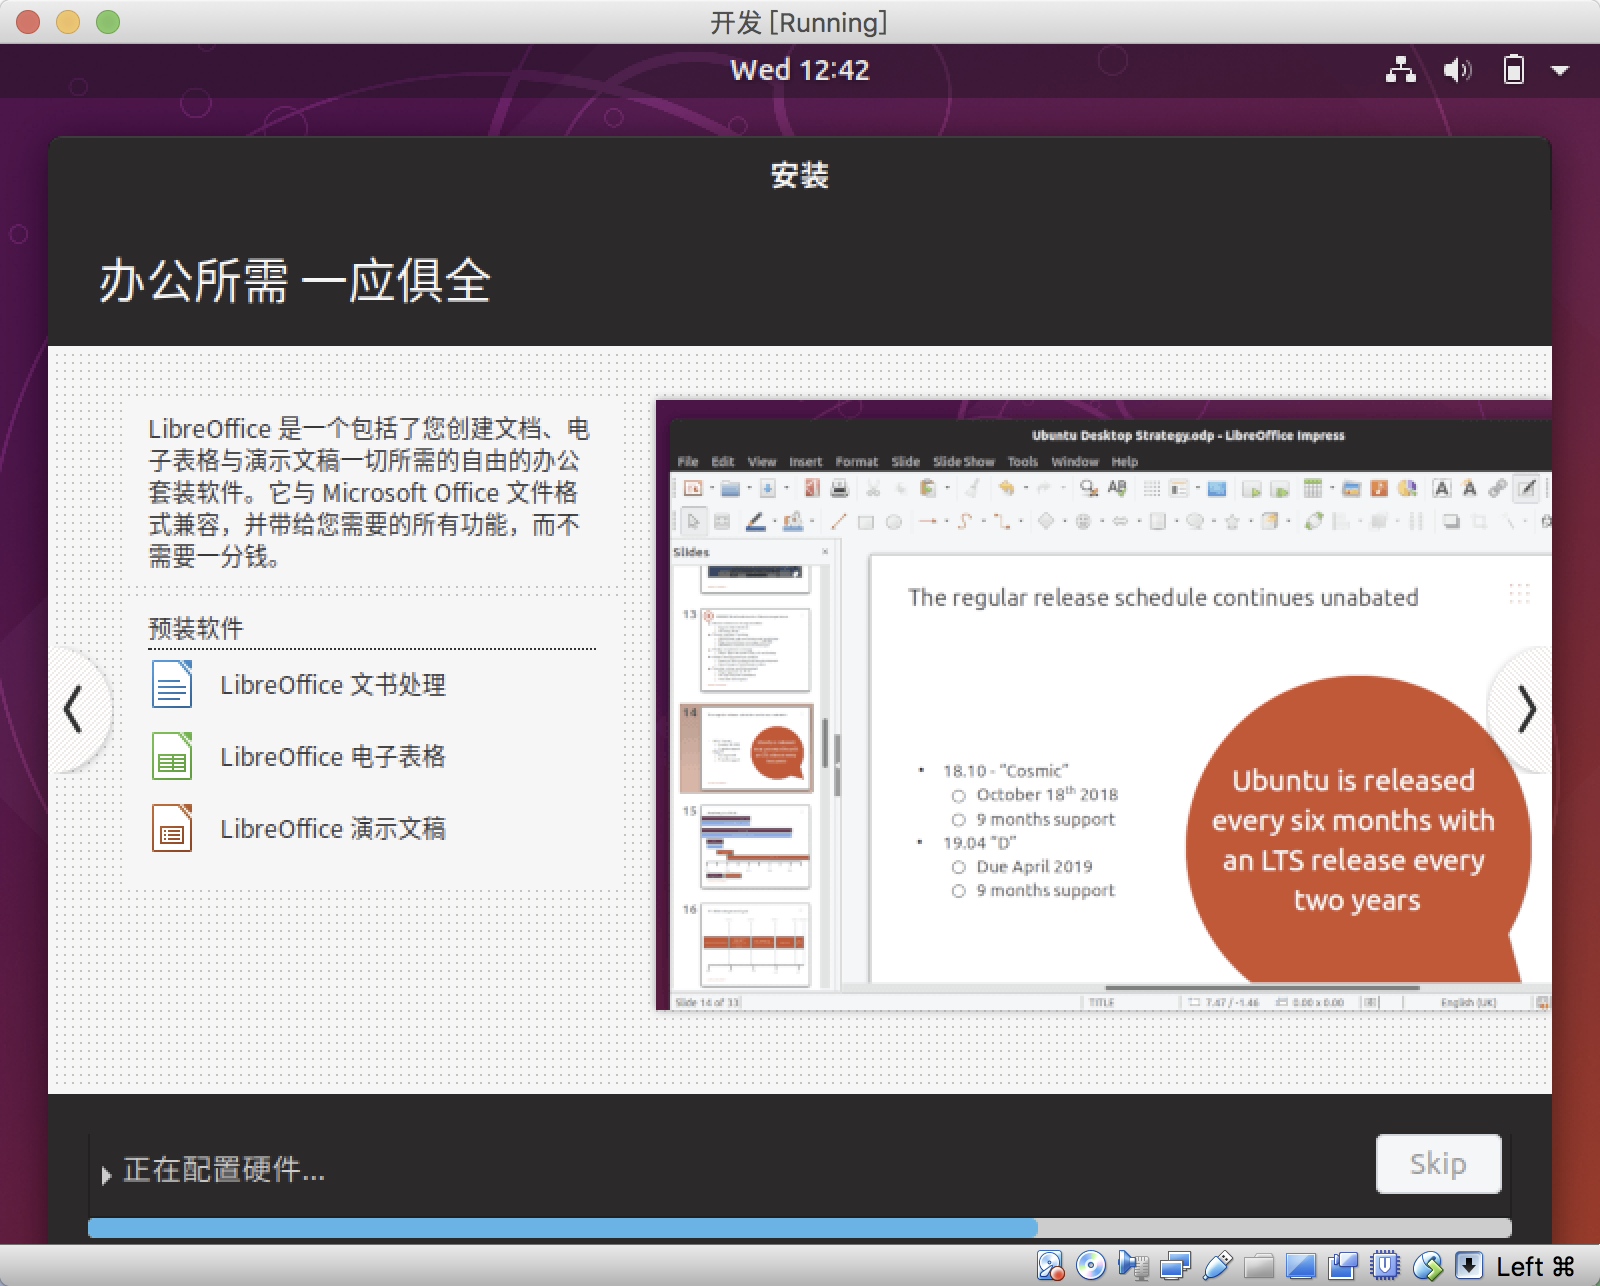 开发 [Running]
Wed 12:42
安装
办公所需 一应俱全
LibreOffice 是一个包括了您创建文档、电
子表格与演示文稿一切所需的自由的办公
套装软件。它与 Microsoft Office 文件格
式兼容，并带给您需要的所有功能，而不
需要一分钱。
预装软件
LibreOffice 文书处理
LibreOffice 电子表格
LibreOffice 演示文稿
Ubuntu Desktop Strategy.odp - LibreOffice Impress
File Edit View Insert Format Slide Slide Show Tools Window Help
Slides
13
14
15
16
The regular release schedule continues unabated
• 18.10 - “Cosmic”
○ October 18th 2018
○ 9 months support
• 19.04 “D”
○ Due April 2019
○ 9 months support
Ubuntu is released
every six months with
an LTS release every
two years
Slide 14 of 33
TITLE
7.47 / -1.46
0.00 x 0.00
English (UK)
正在配置硬件...
Skip
Left ⌘